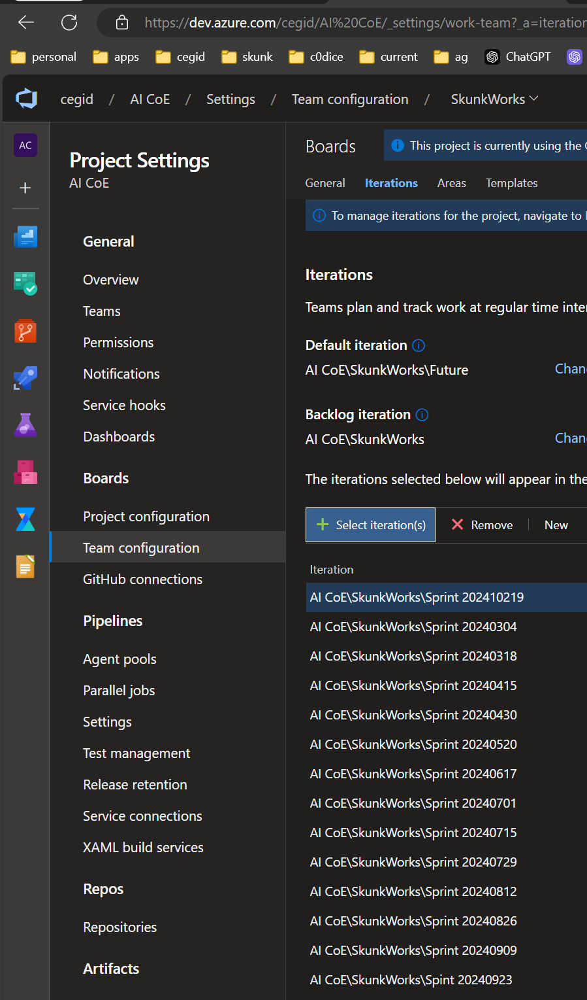 https://dev.azure.com/cegid/AI%20CoE/_settings/work-team?_a=iteration
personal apps cegid skunk c0dice current ag ChatGPT
cegid / AI CoE / Settings / Team configuration / SkunkWorks
AC
Project Settings
AI CoE
General
Overview
Teams
Permissions
Notifications
Service hooks
Dashboards
Boards
Project configuration
Team configuration
GitHub connections
Pipelines
Agent pools
Parallel jobs
Settings
Test management
Release retention
Service connections
XAML build services
Repos
Repositories
Artifacts
Boards
This project is currently using the
General Iterations Areas Templates
To manage iterations for the project, navigate to
Iterations
Teams plan and track work at regular time inter
Default iteration
AI CoE\SkunkWorks\Future Chan
Backlog iteration
AI CoE\SkunkWorks Chan
The iterations selected below will appear in the
+ Select iteration(s) Remove New
Iteration
AI CoE\SkunkWorks\Sprint 202410219
AI CoE\SkunkWorks\Sprint 20240304
AI CoE\SkunkWorks\Sprint 20240318
AI CoE\SkunkWorks\Sprint 20240415
AI CoE\SkunkWorks\Sprint 20240430
AI CoE\SkunkWorks\Sprint 20240520
AI CoE\SkunkWorks\Sprint 20240617
AI CoE\SkunkWorks\Sprint 20240701
AI CoE\SkunkWorks\Sprint 20240715
AI CoE\SkunkWorks\Sprint 20240729
AI CoE\SkunkWorks\Sprint 20240812
AI CoE\SkunkWorks\Sprint 20240826
AI CoE\SkunkWorks\Sprint 20240909
AI CoE\SkunkWorks\Spint 20240923